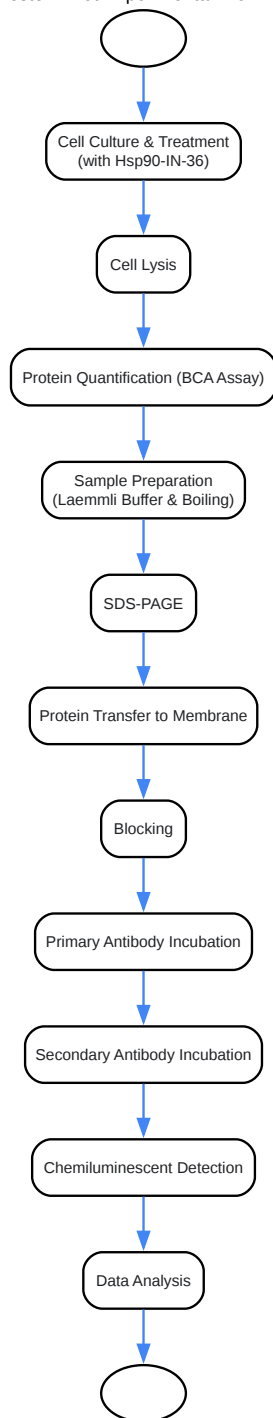 Cell Culture & Treatment
(with Hsp90-IN-36)
Cell Lysis
Protein Quantification (BCA Assay)
Sample Preparation
(Laemmli Buffer & Boiling)
SDS-PAGE
Protein Transfer to Membrane
Blocking
Primary Antibody Incubation
Secondary Antibody Incubation
Chemiluminescent Detection
Data Analysis